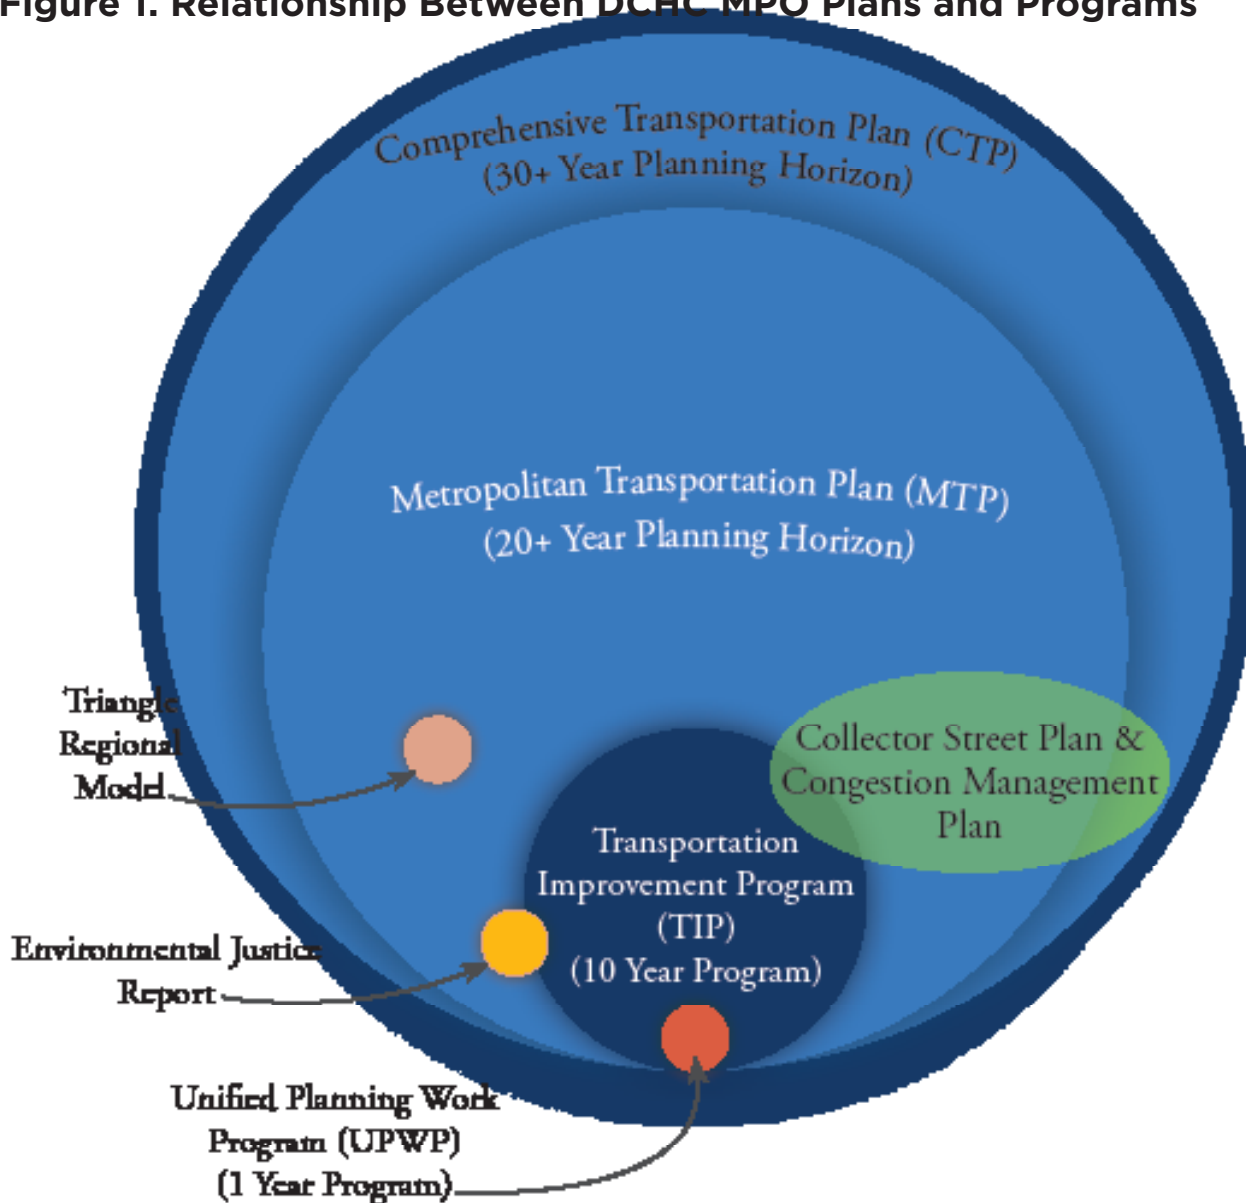 Figure 1. Relationship Between DCHC MPO Plans and Programs
Comprehensive Transportation Plan (CTP)
(30+ Year Planning Horizon)
Metropolitan Transportation Plan (MTP)
(20+ Year Planning Horizon)
Triangle
Regional
Model
Collector Street Plan &
Congestion Management
Plan
Transportation
Improvement Program
(TIP)
(10 Year Program)
Environmental Justice
Report
Unified Planning Work
Program (UPWP)
(1 Year Program)